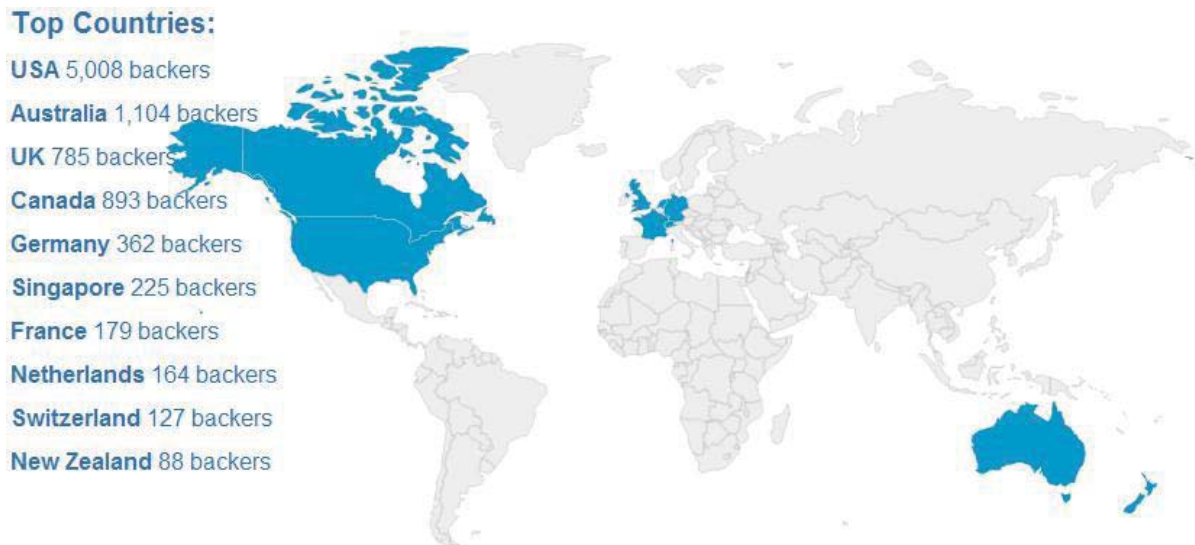 Top Countries:
USA 5,008 backers
Australia 1,104 backers
UK 785 backers
Canada 893 backers
Germany 362 backers
Singapore 225 backers
France 179 backers
Netherlands 164 backers
Switzerland 127 backers
New Zealand 88 backers